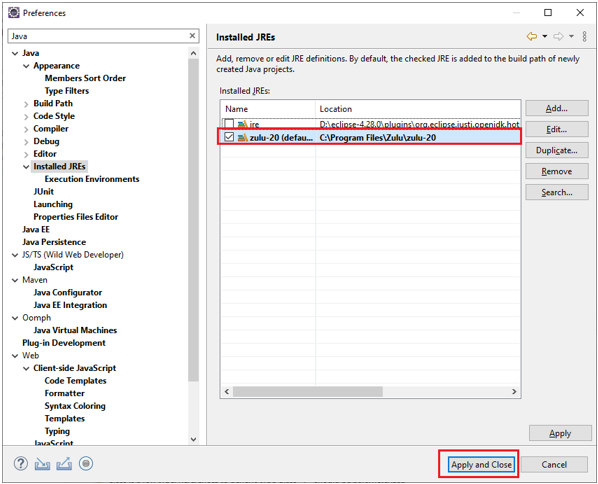 Preferences
Java
Installed JREs
Java
Appearance
Members Sort Order
Type Filters
Build Path
Code Style
Compiler
Debug
Editor
Installed JREs
Execution Environments
JUnit
Launching
Properties Files Editor
Java EE
Java Persistence
JS/TS (Wild Web Developer)
JavaScript
Maven
Java Configurator
Java EE Integration
Oomph
Java Virtual Machines
Plug-in Development
Web
Client-side JavaScript
Code Templates
Formatter
Syntax Coloring
Templates
Typing
JavaScript
Add, remove or edit JRE definitions. By default, the checked JRE is added to the build path of newly
created Java projects.
Installed JREs:
Name Location
jre D:\eclipse-4.28.0\plugins\org.eclipse.justj.openjdk.hot
zulu-20 (defau... C:\Program Files\Zulu\zulu-20
Add...
Edit...
Duplicate...
Remove
Search...
Apply
Apply and Close Cancel